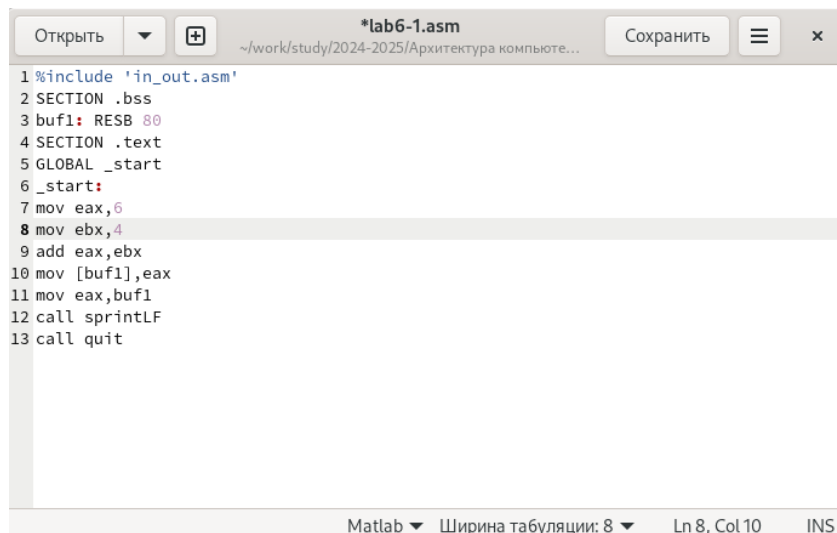 Открыть
*lab6-1.asm
~/work/study/2024-2025/Архитектура компьюте...
Сохранить
1 %include 'in_out.asm'
2 SECTION .bss
3 buf1: RESB 80
4 SECTION .text
5 GLOBAL _start
6 _start:
7 mov eax,6
8 mov ebx,4
9 add eax,ebx
10 mov [buf1],eax
11 mov eax,buf1
12 call sprintLF
13 call quit
Matlab Ширина табуляции: 8 Ln 8, Col 10 INS